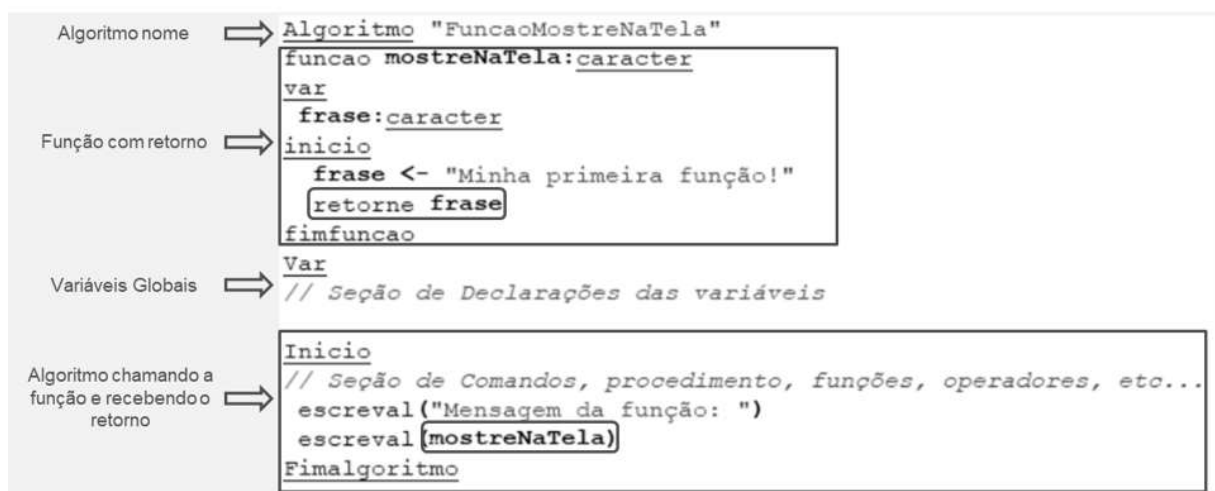 Algoritmo nome
Algoritmo "FuncaoMostreNaTela"
funcao mostreNaTela:caracter
var
frase:caracter
Função com retorno
inicio
frase <- "Minha primeira função!"
retorne frase
fimfuncao
Variáveis Globais
Var
// Seção de Declarações das variáveis
Algoritmo chamando a
função e recebendo o
retorno
Inicio
// Seção de Comandos, procedimento, funções, operadores, etc...
escreval("Mensagem da função: ")
escreval(mostreNaTela)
Fimalgoritmo